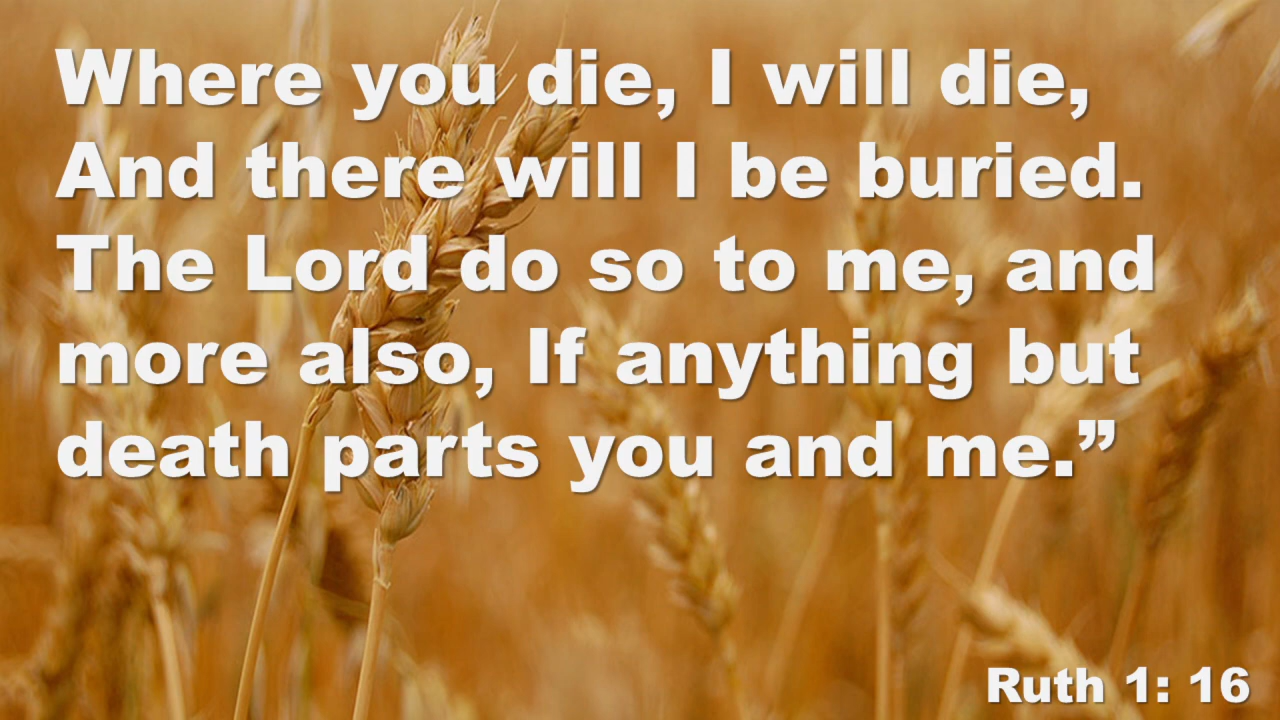 Where you die, I will die,
And there will I be buried.
The Lord do so to me, and
more also, If anything but
death parts you and me.”
Ruth 1: 16